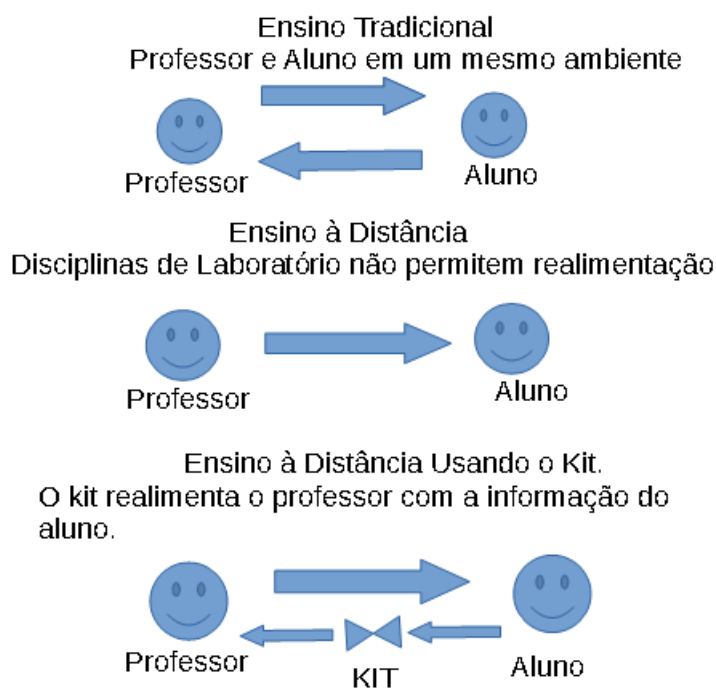 Ensino Tradicional
Professor e Aluno em um mesmo ambiente
Professor
Aluno
Ensino à Distância
Disciplinas de Laboratório não permitem realimentação
Professor
Aluno
Ensino à Distância Usando o Kit.
O kit realimenta o professor com a informação do
aluno.
Professor
KIT
Aluno